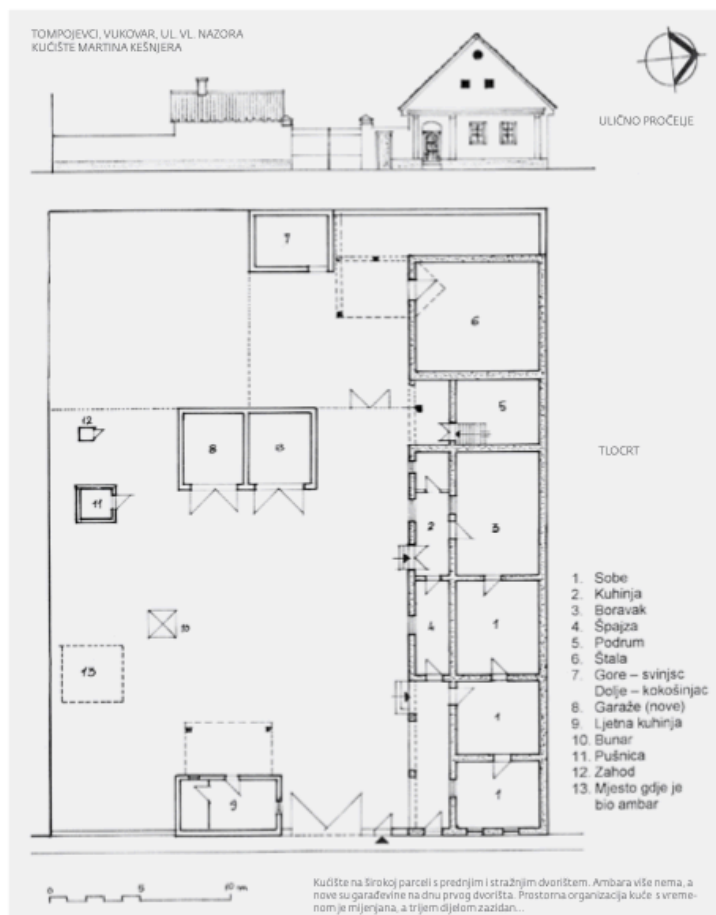 TOMPOJEVCI, VUKOVAR, UL. VL. NAZORA
KUĆIŠTE MARTINA KEŠNJERA
ULIČNO PROČELJE
7
6
5
12
8
8
TLOCRT
11
2
3
10
4
1
13
1
9
1
1. Sobe
2. Kuhinja
3. Boravak
4. Špajza
5. Podrum
6. Štala
7. Gore – svinjsc
Dolje – kokošinjac
8. Garaže (nove)
9. Ljetna kuhinja
10. Bunar
11. Pušnica
12. Zahod
13. Mjesto gdje je
bio ambar
0 5 10 m
Kućište na širokoj parceli s prednjim i stražnjim dvorištem. Ambara više nema, a
nove su garađevine na dnu prvog dvorišta. Prostorna organizacija kuće s vreme-
nom je mijenjana, a trijem dijelom zazidan...